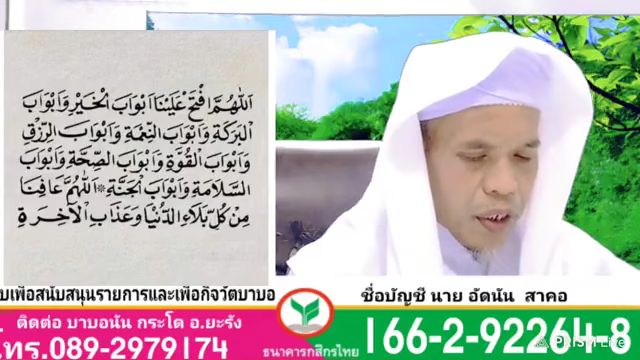 اَللّٰهُمَّ افْتَحْ عَلَيْنَا اَبْوَابَ الْخَيْرِ وَاَبْوَابَ
الْبَرَكَةِ وَاَبْوَابَ النِّعْمَةِ وَاَبْوَابَ الرِّزْقِ
وَاَبْوَابَ الْقُوَّةِ وَاَبْوَابَ الصِّحَّةِ وَاَبْوَابَ
السَّلَامَةِ وَاَبْوَابَ الْجَنَّةِ * اَللّٰهُمَّ عَافِنَا
مِنْ كُلِّ بَلَاءِ الدُّنْيَا وَعَذَابِ الْاٰخِرَةِ
บเพื่อสนับสนุนรายการและเพื่อกิจวัตบาบอ
ชื่อบัญชี นาย อัดนัน สาคอ
ติดต่อ บาบอนัน กระโด อ.ยะรัง
โทร.089-2979174
ธนาคารกสิกรไทย
166-2-92264-8
PRISM Live